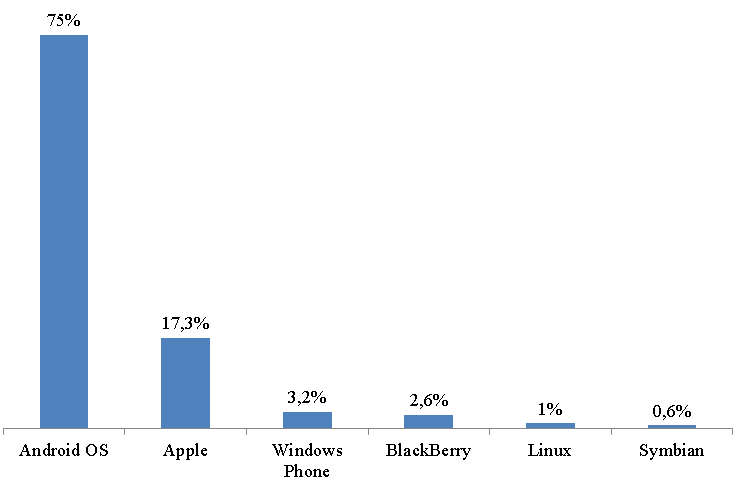 75%
17,3%
3,2%
2,6%
1%
0,6%
Android OS
Apple
Windows
Phone
BlackBerry
Linux
Symbian